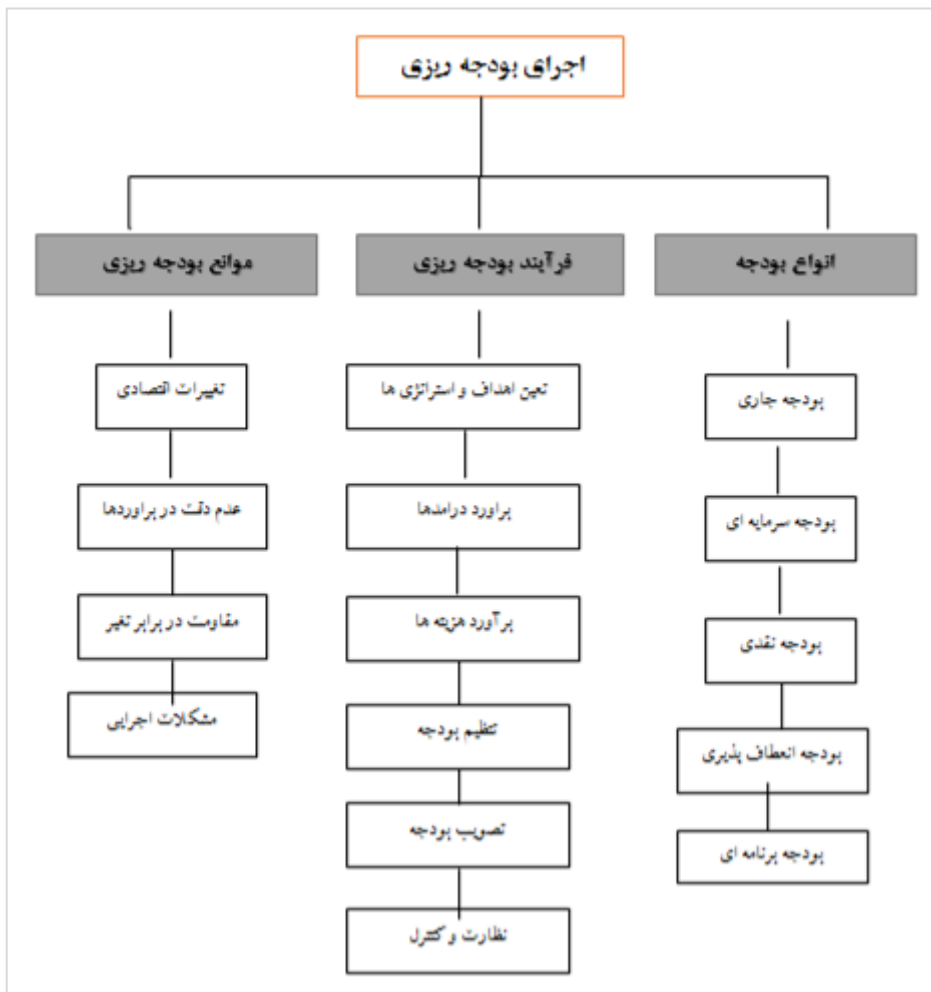 اجرای بودجه ریزی
انواع بودجه
فرآیند بودجه ریزی
موانع بودجه ریزی
بودجه جاری
بودجه سرمایه ای
بودجه نقدی
بودجه انعطاف پذیری
بودجه برنامه ای
تعین اهداف و استراتژی ها
براورد درامدها
برآورد هزینه ها
تنظیم بودجه
تصویب بودجه
نظارت و کنترل
تغییرات اقتصادی
عدم دقت در براوردها
مقاومت در برابر تغیر
مشکلات اجرایی